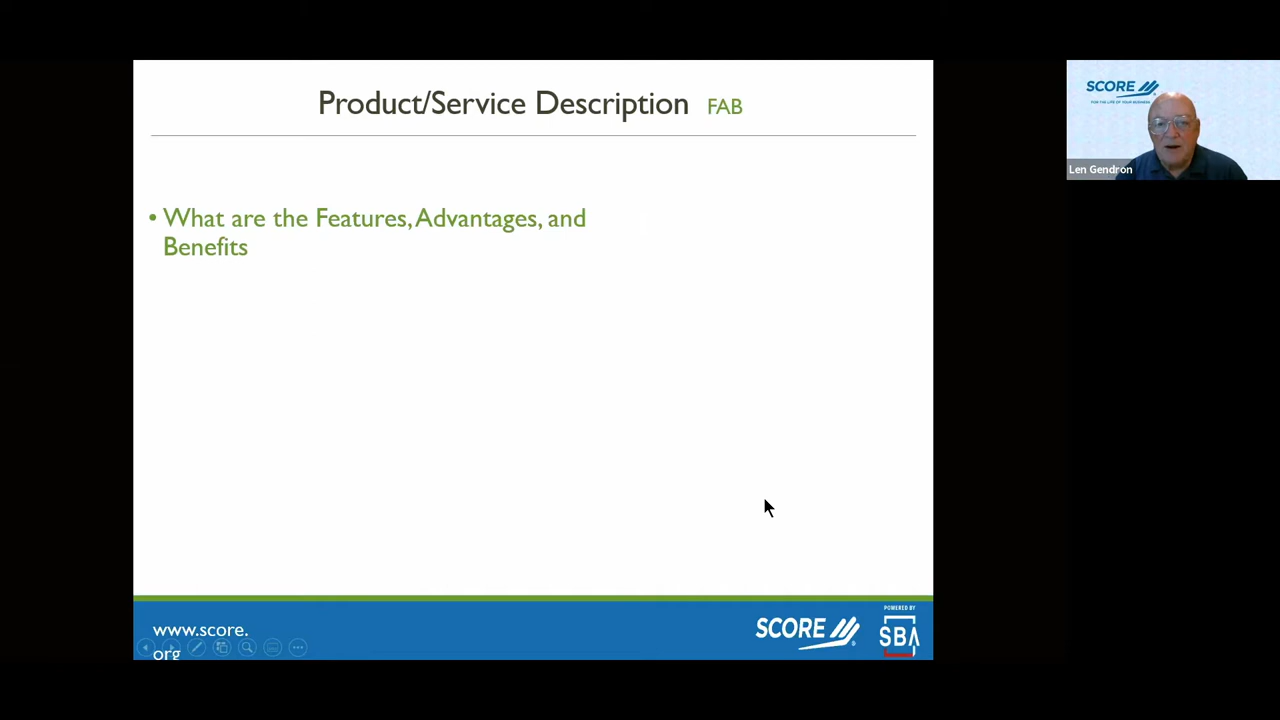 Product/Service Description FAB
• What are the Features, Advantages, and
Benefits
www.score.
org
SCORE
POWERED BY
SBA
SCORE
FOR THE LIFE OF YOUR BUSINESS
Len Gendron